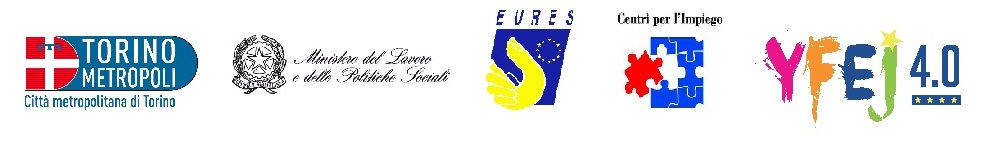 TORINO
METROPOLI
Città metropolitana di Torino
Ministero del Lavoro
e delle Politiche Sociali
EURES
Centri per l'Impiego
YFEJ 4.0